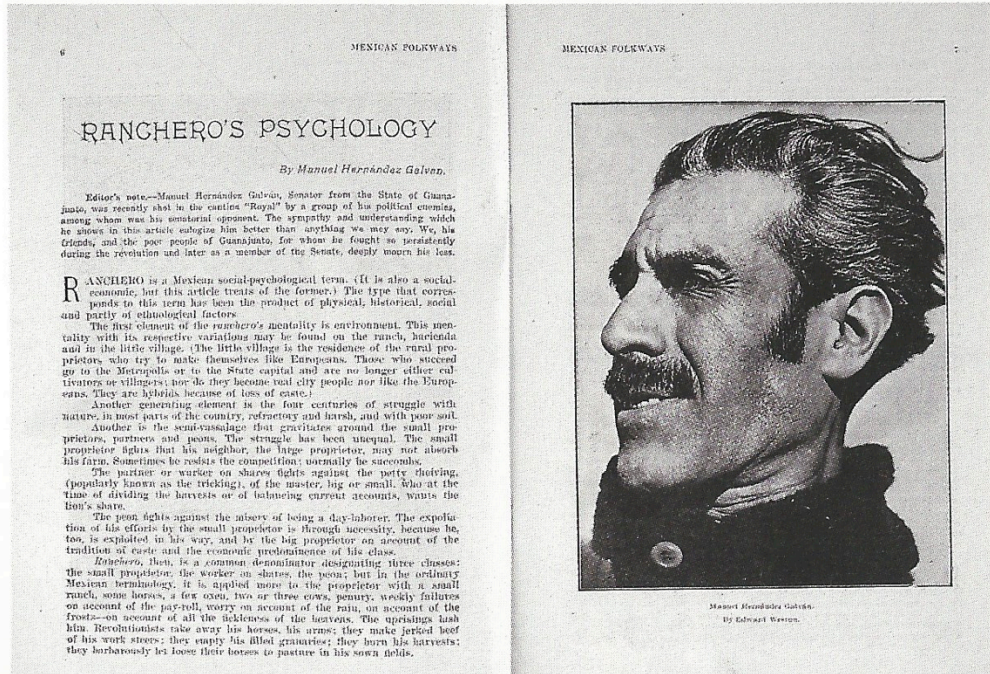 6
MEXICAN FOLKWAYS
RANCHERO'S PSYCHOLOGY
By Manuel Hernández Galván.
Editor's note.—Manuel Hernández Galván, Senator from the State of Guana-
juato, was recently shot in the cantina "Royal" by a group of his political enemies,
among whom was his senatorial opponent. The sympathy and understanding which
he shows in this article eulogize him better than anything we may say. We, his
friends, and the poor people of Guanajuato, for whom he fought so persistently
during the revolution and later as a member of the Senate, deeply mourn his loss.
RANCHERO is a Mexican social-psychological term. (It is also a social-
economic, but this article treats of the former.) The type that corres-
ponds to this term has been the product of physical, historical, social
and partly of ethnological factors
The first element of the ranchero's mentality is environment. This men-
tality with its respective variations may be found on the ranch, hacienda
and in the little village. (The little village is the residence of the rural pro-
prietors who try to make themselves like Europeans. Those who succeed
go to the Metropolis or to the State capital and are no longer either cul-
tivators or villagers; nor do they become real city people nor like the Europ-
eans. They are hybrids because of loss of caste.)
Another generating element is the four centuries of struggle with
nature, in most parts of the country, refractory and harsh, and with poor soil.
Another is the semi-vassalage that gravitates around the small pro-
prietors, partners and peons. The struggle has been unequal. The small
proprietor fights that his neighbor, the large proprietor, may not absorb
his farm. Sometimes he resists the competition; normally he succumbs.
The partner or worker on shares fights against the petty theiving,
(popularly known as the tricking), of the master, big or small, who at the
time of dividing the harvests or of balancing current accounts, wants the
lion's share.
The peon fights against the misery of being a day-laborer. The expolia-
tion of his efforts by the small proprietor is through necessity, because he,
too, is exploited in his way, and by the big proprietor on account of the
tradition of caste and the economic predominence of his class.
Ranchero, then, is a common denominator designating three classes:
the small proprietor, the worker on shares, the peon; but in the ordinary
Mexican terminology, it is applied more to the proprietor with a small
ranch, some horses, a few oxen, two or three cows, penury, weekly failures
on account of the pay-roll, worry on account of the rain, on account of the
frosts—on account of all the fickleness of the heavens. The uprisings lash
him. Revolutionists take away his horses, his arms; they make jerked beef
of his work steers; they empty his filled granaries; they burn his harvests;
they barbarously let loose their horses to pasture in his sown fields.
MEXICAN FOLKWAYS
7
Manuel Hernández Galván.
By Edward Weston.